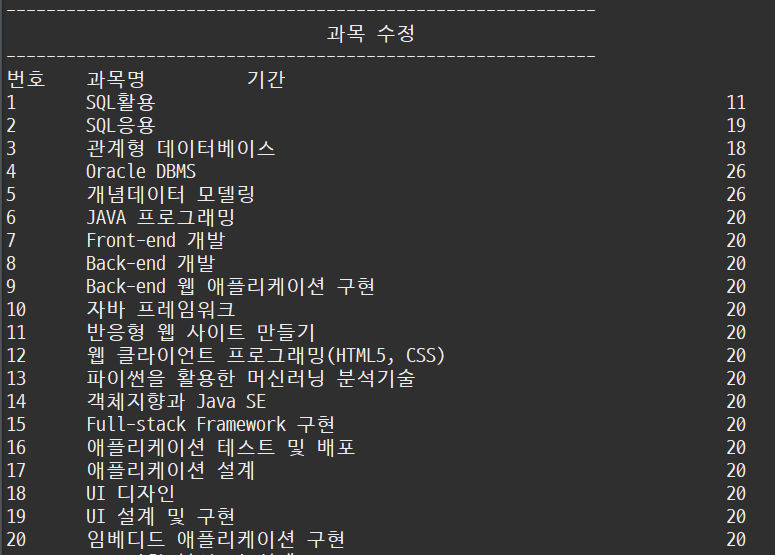 ------------------------------------------------------------
과목 수정
------------------------------------------------------------
번호 과목명 기간
1 SQL활용 11
2 SQL응용 19
3 관계형 데이터베이스 18
4 Oracle DBMS 26
5 개념데이터 모델링 26
6 JAVA 프로그래밍 20
7 Front-end 개발 20
8 Back-end 개발 20
9 Back-end 웹 애플리케이션 구현 20
10 자바 프레임워크 20
11 반응형 웹 사이트 만들기 20
12 웹 클라이언트 프로그래밍(HTML5, CSS) 20
13 파이썬을 활용한 머신러닝 분석기술 20
14 객체지향과 Java SE 20
15 Full-stack Framework 구현 20
16 애플리케이션 테스트 및 배포 20
17 애플리케이션 설계 20
18 UI 디자인 20
19 UI 설계 및 구현 20
20 임베디드 애플리케이션 구현 20